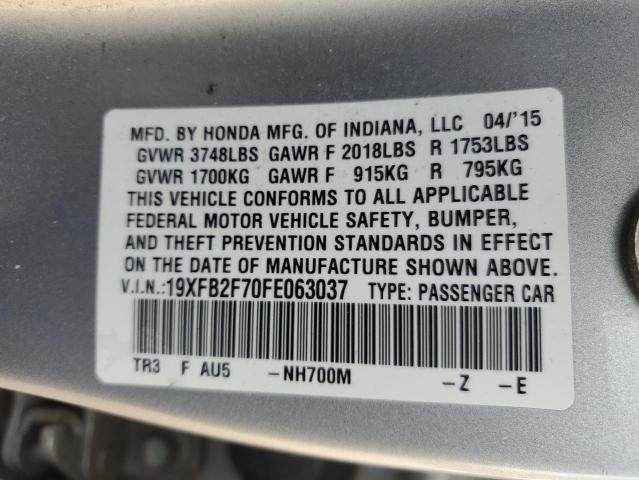 MFD. BY HONDA MFG. OF INDIANA, LLC 04/'15
GVWR 3748LBS GAWR F 2018LBS R 1753LBS
GVWR 1700KG GAWR F 915KG R 795KG
THIS VEHICLE CONFORMS TO ALL APPLICABLE
FEDERAL MOTOR VEHICLE SAFETY, BUMPER,
AND THEFT PREVENTION STANDARDS IN EFFECT
ON THE DATE OF MANUFACTURE SHOWN ABOVE.
V.I.N.:19XFB2F70FE063037 TYPE: PASSENGER CAR
TR3 F AU5 -NH700M -Z -E